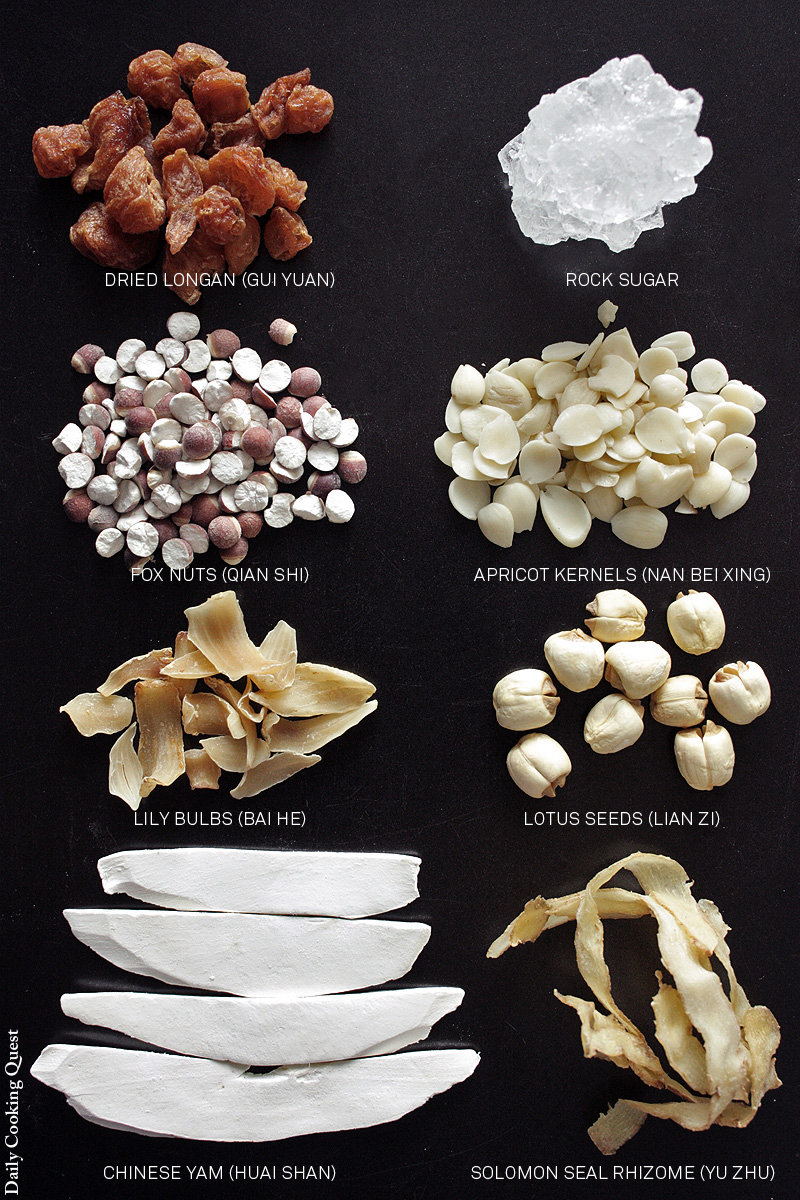 DRIED LONGAN (GUI YUAN)
ROCK SUGAR
FOX NUTS (QIAN SHI)
APRICOT KERNELS (NAN BEI XING)
LILY BULBS (BAI HE)
LOTUS SEEDS (LIAN ZI)
CHINESE YAM (HUAI SHAN)
SOLOMON SEAL RHIZOME (YU ZHU)
Daily Cooking Quest